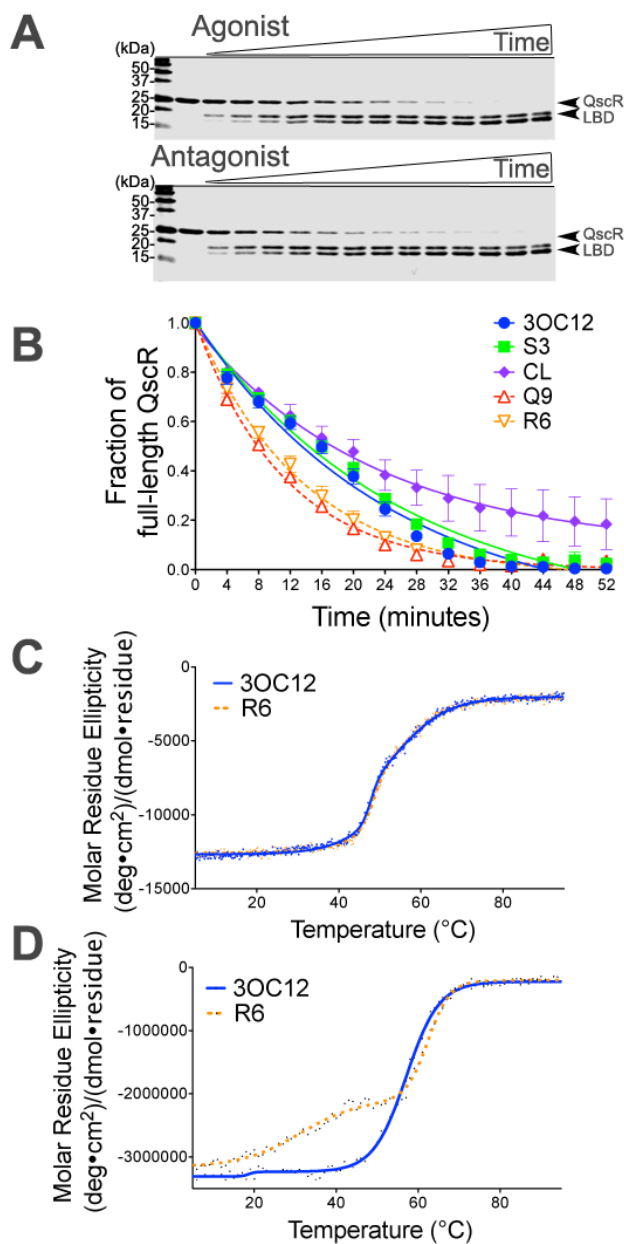 A
Agonist Time
(kDa)
50-
37-
25-
20-
15-
QscR
LBD
Antagonist Time
(kDa)
50-
37-
25-
20-
15-
QscR
LBD
B
Fraction of
full-length QscR
1.0
0.8
0.6
0.4
0.2
0.0
3OC12
S3
CL
Q9
R6
0 4 8 12 16 20 24 28 32 36 40 44 48 52
Time (minutes)
C
Molar Residue Ellipticity
(deg•cm²)/(dmol•residue)
0
-5000
-10000
-15000
3OC12
R6
20 40 60 80
Temperature (°C)
D
Molar Residue Ellipticity
(deg•cm²)/(dmol•residue)
0
-1000000
-2000000
-3000000
3OC12
R6
20 40 60 80
Temperature (°C)